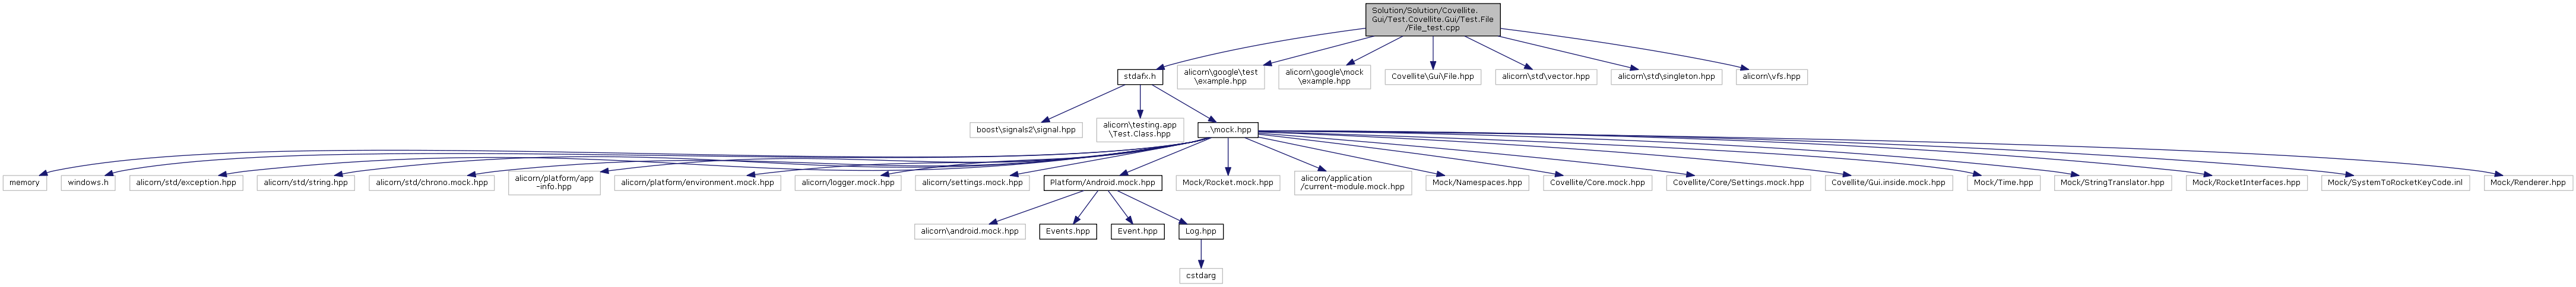 Solution/Solution/Covellite.
Gui/Test.Covellite.Gui/Test.File
/File_test.cpp
stdafx.h
alicorn\google\test
\example.hpp
alicorn\google\mock
\example.hpp
Covellite\Gui\File.hpp
alicorn\std\vector.hpp
alicorn\std\singleton.hpp
alicorn\vfs.hpp
boost\signals2\signal.hpp
alicorn\testing.app
\Test.Class.hpp
..\mock.hpp
memory
windows.h
alicorn/std/exception.hpp
alicorn/std/string.hpp
alicorn/std/chrono.mock.hpp
alicorn/platform/app
-info.hpp
alicorn/platform/environment.mock.hpp
alicorn/logger.mock.hpp
alicorn/settings.mock.hpp
Platform/Android.mock.hpp
Mock/Rocket.mock.hpp
alicorn/application
/current-module.mock.hpp
Mock/Namespaces.hpp
Covellite/Core.mock.hpp
Covellite/Core/Settings.mock.hpp
Covellite/Gui.inside.mock.hpp
Mock/Time.hpp
Mock/StringTranslator.hpp
Mock/RocketInterfaces.hpp
Mock/SystemToRocketKeyCode.inl
Mock/Renderer.hpp
alicorn\android.mock.hpp
Events.hpp
Event.hpp
Log.hpp
cstdarg